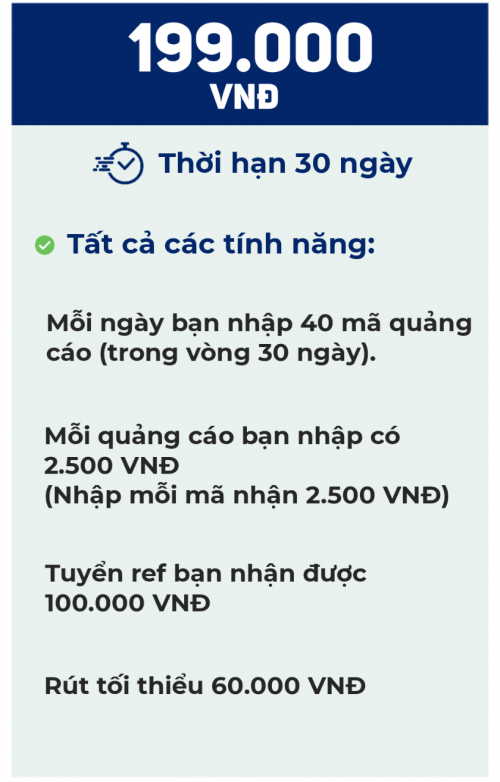 199.000
VNĐ
Thời hạn 30 ngày
Tất cả các tính năng:
Mỗi ngày bạn nhập 40 mã quảng
cáo (trong vòng 30 ngày).
Mỗi quảng cáo bạn nhập có
2.500 VNĐ
(Nhập mỗi mã nhận 2.500 VNĐ)
Tuyển ref bạn nhận được
100.000 VNĐ
Rút tối thiểu 60.000 VNĐ